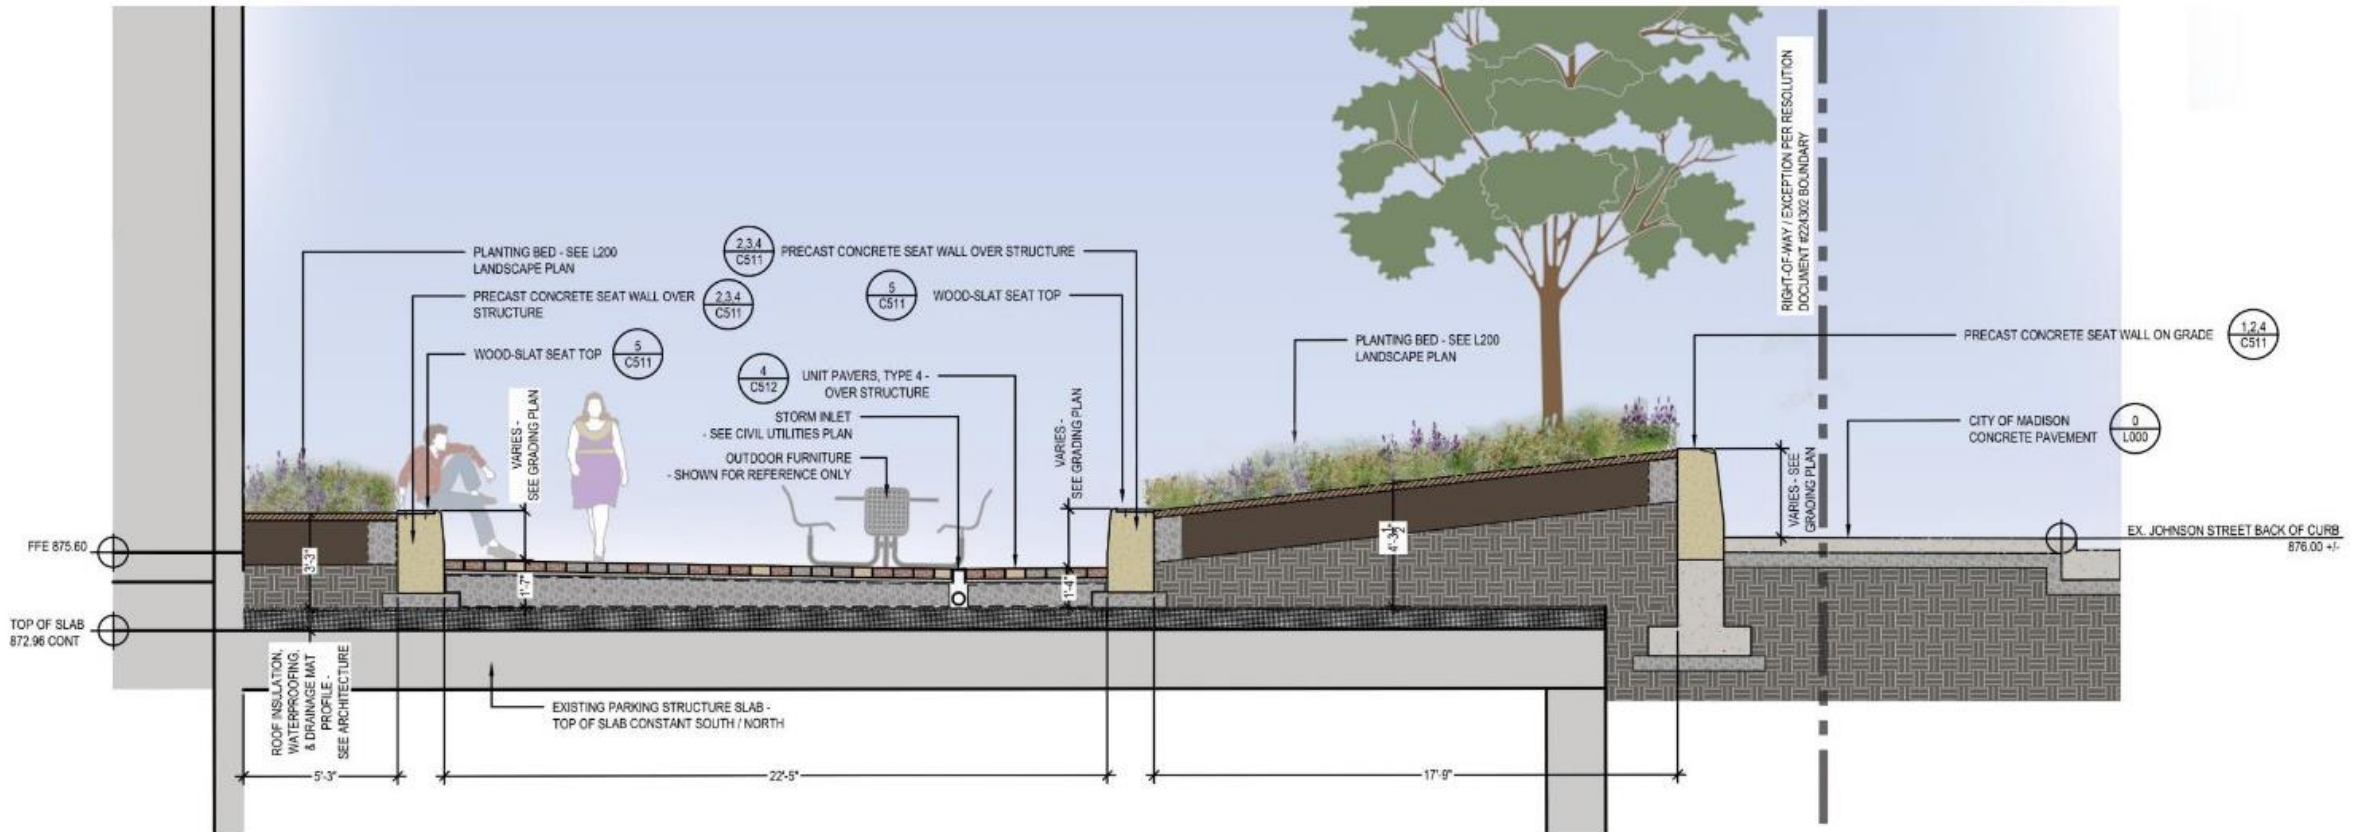 RIGHT-OF-WAY / EXCEPTION PER RESOLUTION
DOCUMENT #2224302 BOUNDARY
PLANTING BED - SEE L200
LANDSCAPE PLAN
2,3,4
C511
PRECAST CONCRETE SEAT WALL OVER STRUCTURE
PRECAST CONCRETE SEAT WALL OVER
STRUCTURE
2,3,4
C511
5
C511
WOOD-SLAT SEAT TOP
WOOD-SLAT SEAT TOP
5
C511
4
C512
UNIT PAVERS, TYPE 4 -
OVER STRUCTURE
STORM INLET
- SEE CIVIL UTILITIES PLAN
OUTDOOR FURNITURE
- SHOWN FOR REFERENCE ONLY
VARIES -
SEE GRADING PLAN
VARIES -
SEE GRADING PLAN
PLANTING BED - SEE L200
LANDSCAPE PLAN
PRECAST CONCRETE SEAT WALL ON GRADE
1,2,4
C511
CITY OF MADISON
CONCRETE PAVEMENT
0
L000
VARIES - SEE
GRADING PLAN
EX. JOHNSON STREET BACK OF CURB
876.00 +/-
FFE 875.60
3'-3"
1'-7"
1'-4"
4'-3 1/2"
TOP OF SLAB
872.96 CONT
ROOF INSULATION,
WATERPROOFING,
& DRAINAGE MAT
PROFILE -
SEE ARCHITECTURE
EXISTING PARKING STRUCTURE SLAB -
TOP OF SLAB CONSTANT SOUTH / NORTH
5'-3"
22'-5"
17'-9"